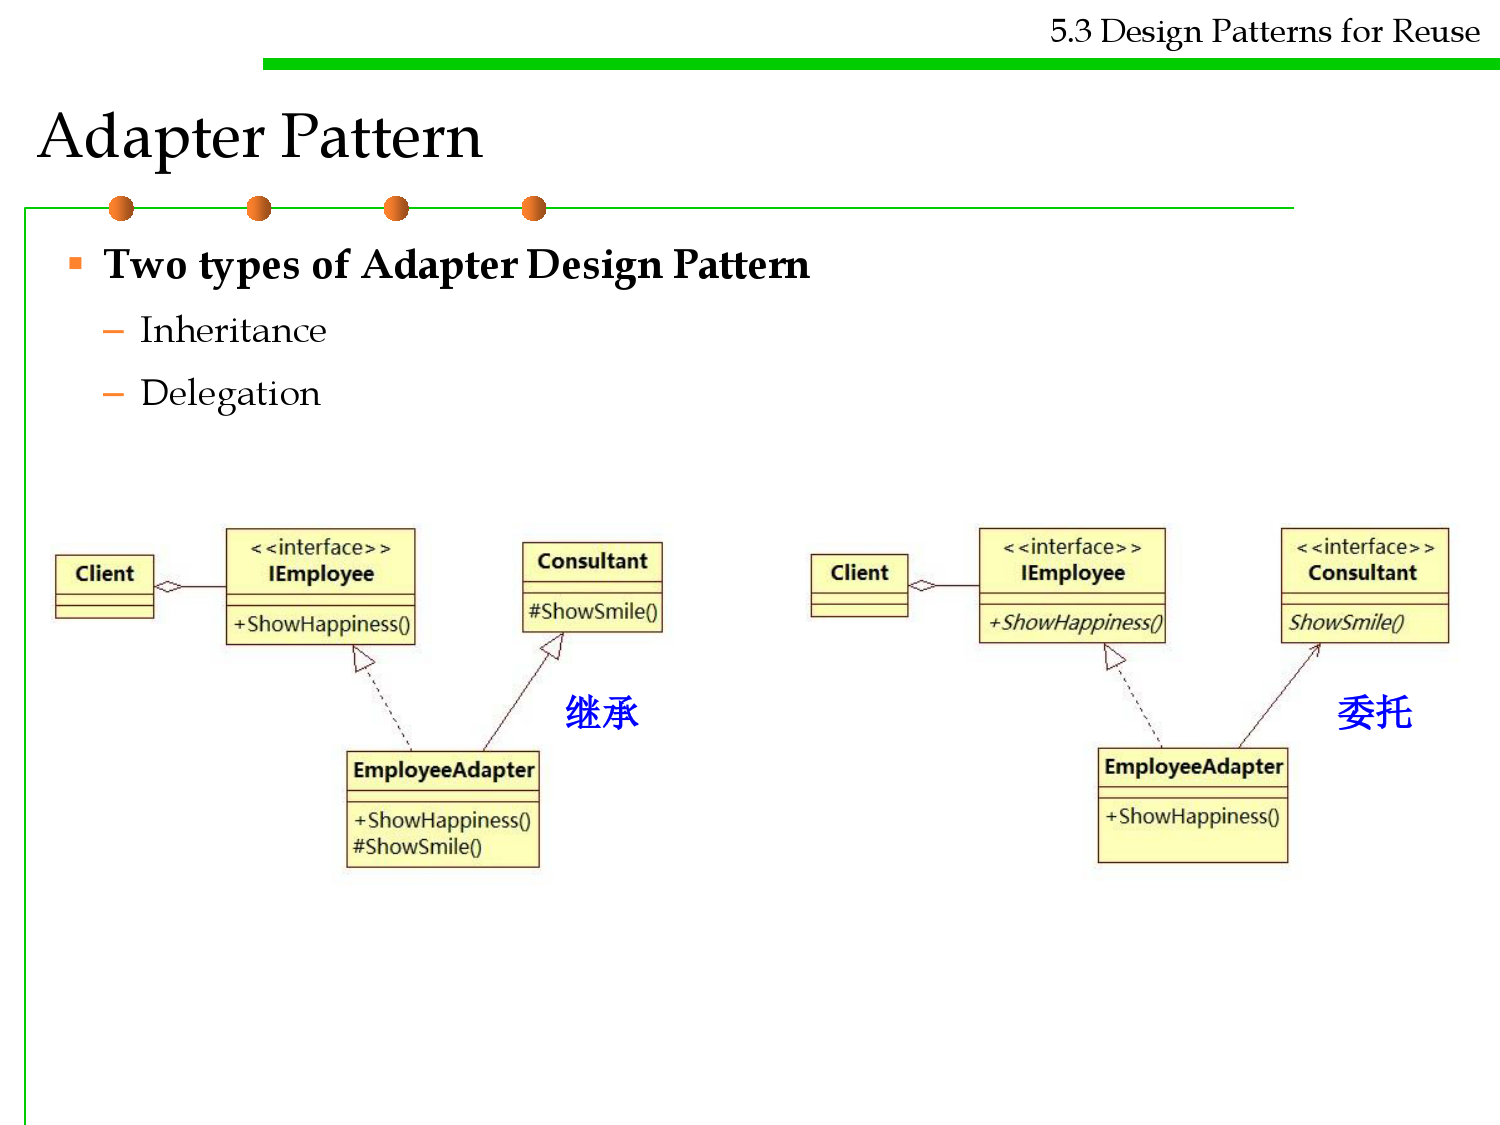 5.3 Design Patterns for Reuse
Adapter Pattern
Two types of Adapter Design Pattern
– Inheritance
– Delegation
Client
<<interface>>
IEmployee
+ShowHappiness()
Consultant
#ShowSmile()
继承
EmployeeAdapter
+ShowHappiness()
#ShowSmile()
Client
<<interface>>
IEmployee
+ShowHappiness()
<<interface>>
Consultant
ShowSmile()
委托
EmployeeAdapter
+ShowHappiness()